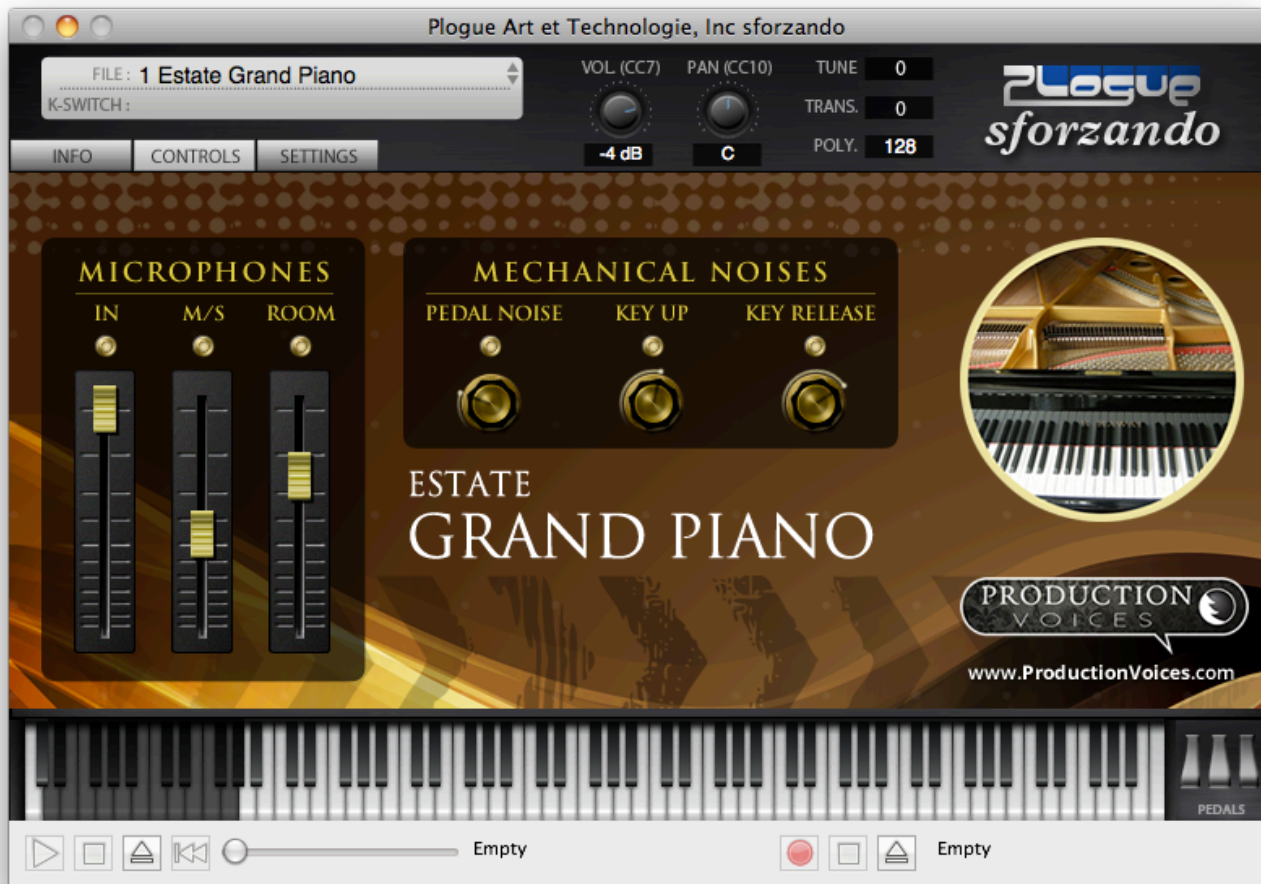 Plogue Art et Technologie, Inc sforzando
FILE : 1 Estate Grand Piano
K-SWITCH :
VOL. (CC7)
-4 dB
PAN (CC10)
C
TUNE 0
TRANS. 0
POLY. 128
PLOGUE
sforzando
INFO
CONTROLS
SETTINGS
MICROPHONES
IN M/S ROOM
MECHANICAL NOISES
PEDAL NOISE KEY UP KEY RELEASE
ESTATE
GRAND PIANO
PRODUCTION
VOICES
www.ProductionVoices.com
PEDALS
Empty
Empty